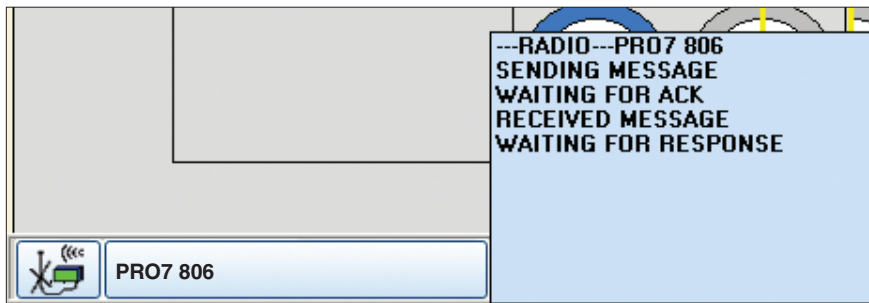 ---RADIO---PRO7 806
SENDING MESSAGE
WAITING FOR ACK
RECEIVED MESSAGE
WAITING FOR RESPONSE
PRO7 806